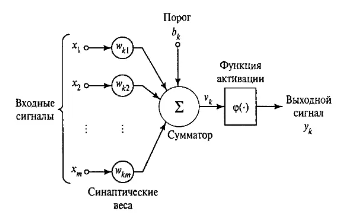 Порог
b_k
x_1
w_k1
x_2
w_k2
Входные
сигналы
⋮ ⋮
x_m
w_km
Σ
Сумматор
v_k
Функция
активации
φ(·)
Выходной
сигнал
y_k
Синаптические
веса